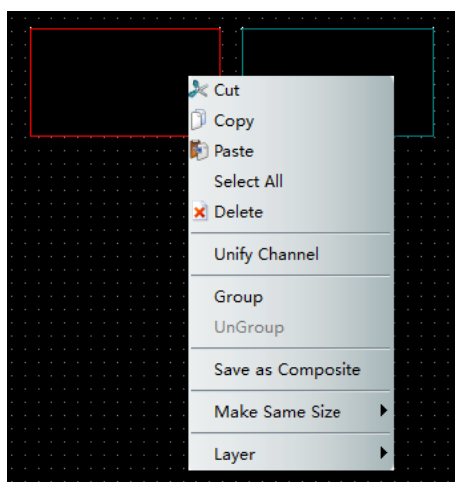 Cut
Copy
Paste
Select All
Delete
Unify Channel
Group
UnGroup
Save as Composite
Make Same Size
Layer